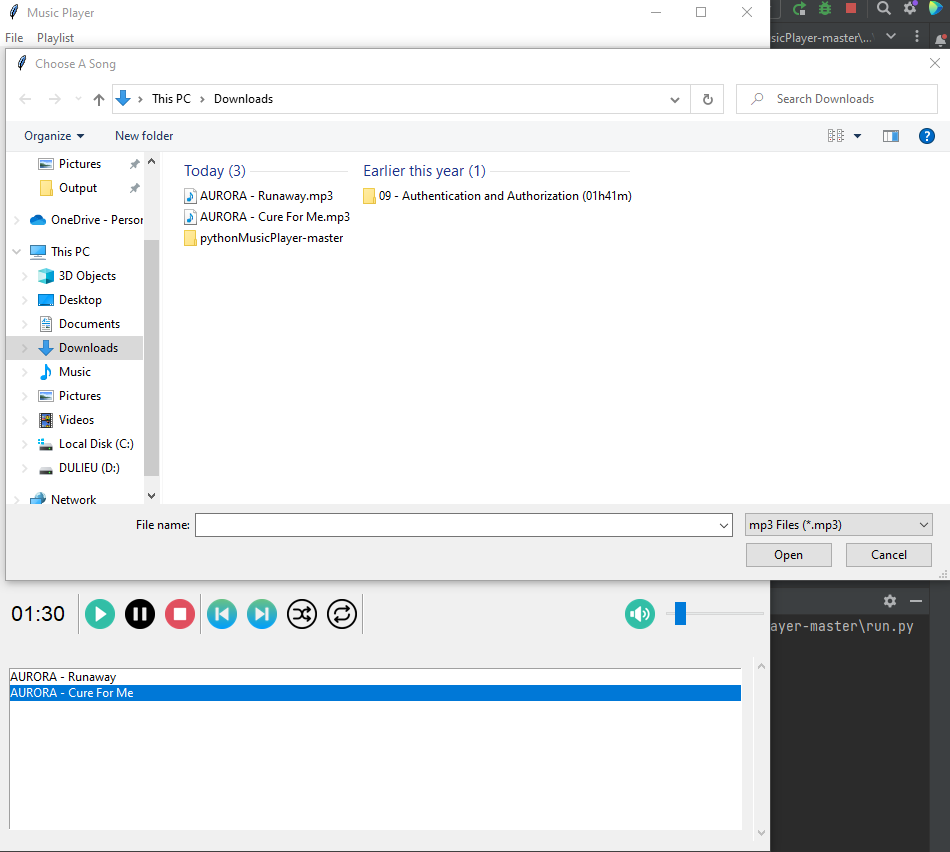 Music Player
File Playlist
sicPlayer-master\...
Choose A Song
This PC Downloads
Search Downloads
Organize New folder
Pictures
Output
OneDrive - Person
This PC
3D Objects
Desktop
Documents
Downloads
Music
Pictures
Videos
Local Disk (C:)
DULIEU (D:)
Network
Today (3)
AURORA - Runaway.mp3
AURORA - Cure For Me.mp3
pythonMusicPlayer-master
Earlier this year (1)
09 - Authentication and Authorization (01h41m)
File name:
mp3 Files (*.mp3)
Open Cancel
01:30
ayer-master\run.py
AURORA - Runaway
AURORA - Cure For Me